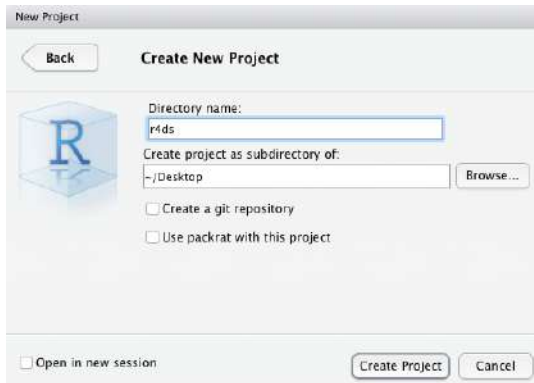 New Project
Back
Create New Project
Directory name:
r4ds
Create project as subdirectory of:
~/Desktop
Browse...
Create a git repository
Use packrat with this project
R
Open in new session
Create Project
Cancel